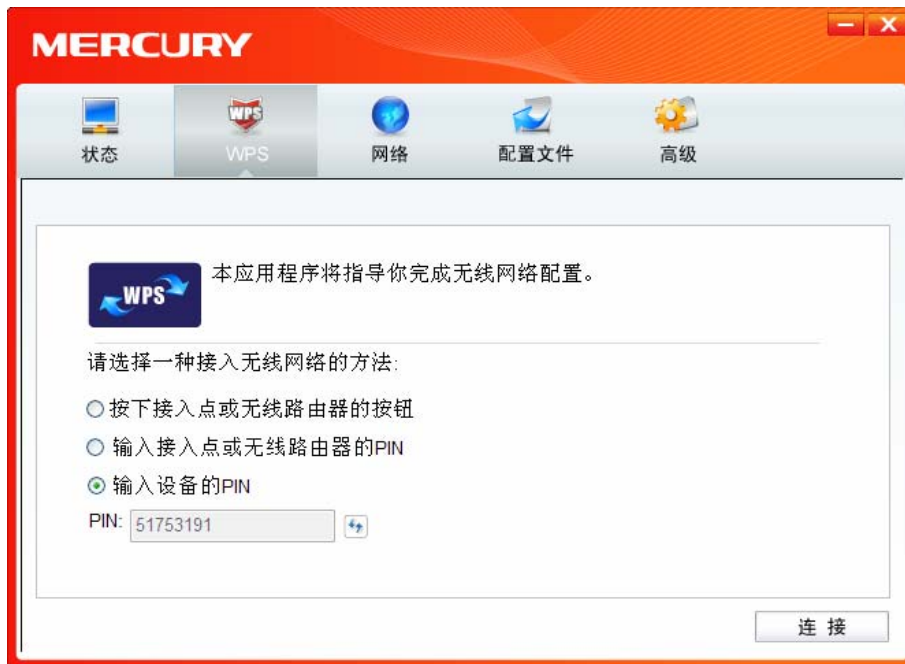 MERCURY
WPS
状态 WPS 网络 配置文件 高级
WPS 本应用程序将指导你完成无线网络配置。
请选择一种接入无线网络的方法:
按下接入点或无线路由器的按钮
输入接入点或无线路由器的PIN
输入设备的PIN
PIN: 51753191
连 接